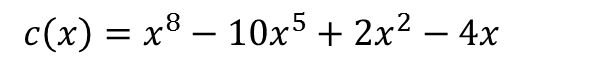 c(x) = x⁸ − 10x⁵ + 2x² − 4x